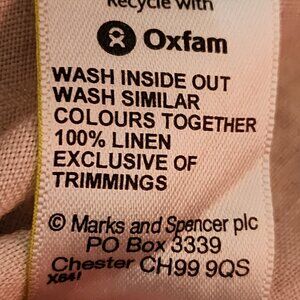 Recycle with
Oxfam
WASH INSIDE OUT
WASH SIMILAR
COLOURS TOGETHER
100% LINEN
EXCLUSIVE OF
TRIMMINGS
© Marks and Spencer plc
PO Box 3339
Chester CH99 9QS